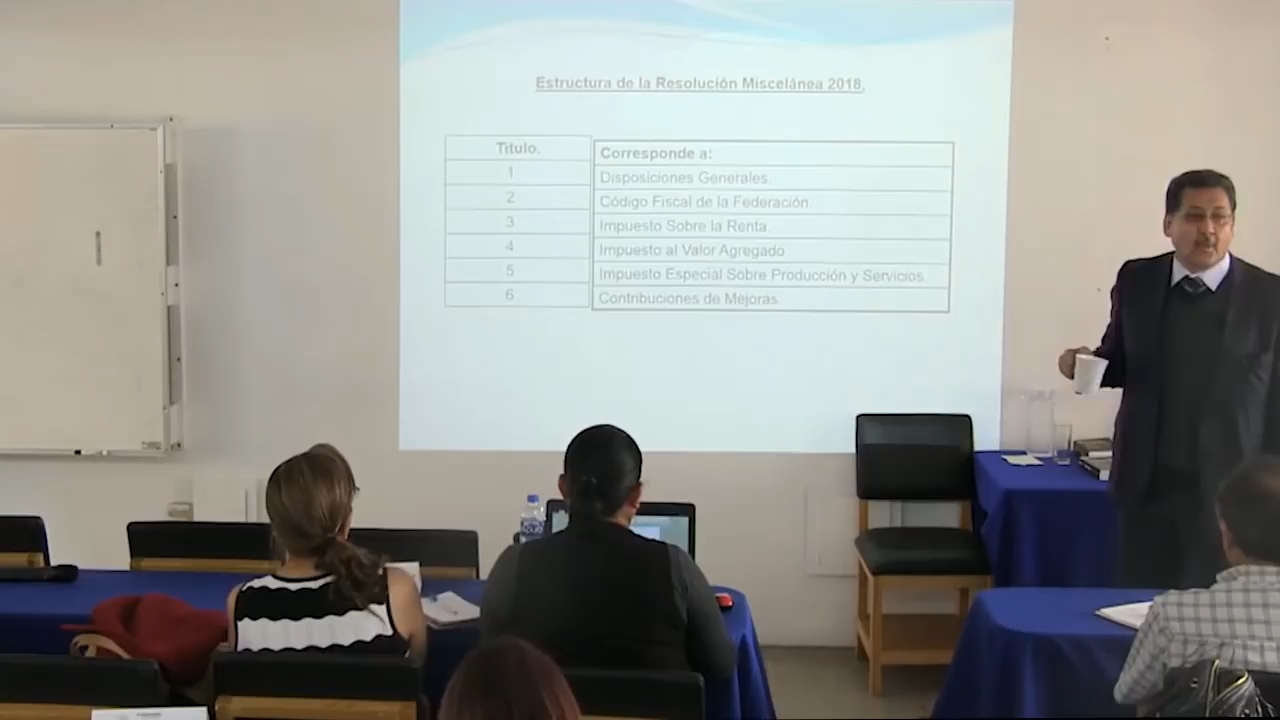 Estructura de la Resolución Miscelánea 2018.
Titulo. Corresponde a:
1 Disposiciones Generales.
2 Código Fiscal de la Federación.
3 Impuesto Sobre la Renta.
4 Impuesto al Valor Agregado
5 Impuesto Especial Sobre Producción y Servicios.
6 Contribuciones de Mejoras.